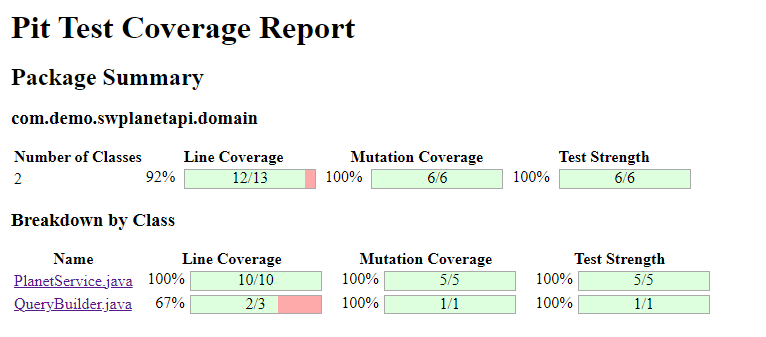 Pit Test Coverage Report
Package Summary
com.demo.swplanetapi.domain
Number of Classes Line Coverage Mutation Coverage Test Strength
2 92% 12/13 100% 6/6 100% 6/6
Breakdown by Class
Name Line Coverage Mutation Coverage Test Strength
PlanetService.java 100% 10/10 100% 5/5 100% 5/5
QueryBuilder.java 67% 2/3 100% 1/1 100% 1/1